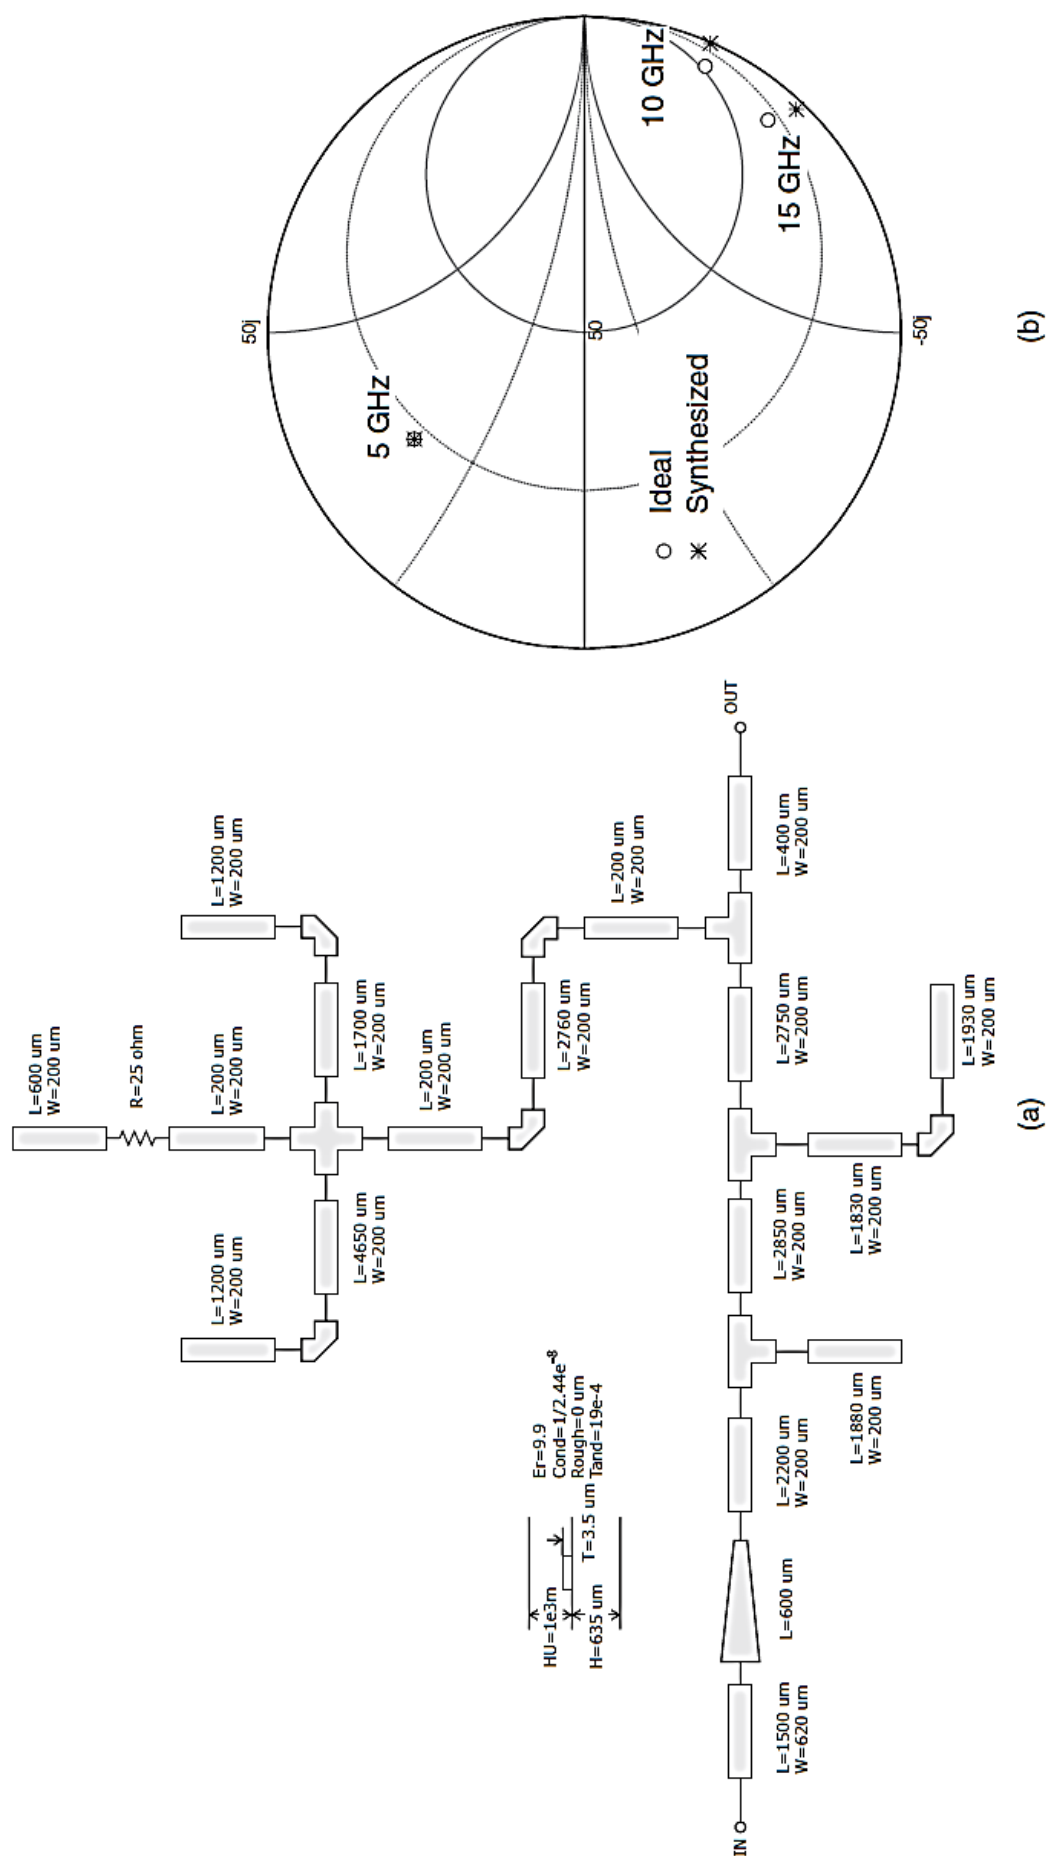 L=600 um
W=200 um
R=25 ohm
L=1200 um
W=200 um
L=200 um
W=200 um
L=1200 um
W=200 um
L=4650 um
W=200 um
L=1700 um
W=200 um
L=200 um
W=200 um
L=2760 um
W=200 um
L=200 um
W=200 um
HU=1e3m
H=635 um
T=3.5 um
Er=9.9
Cond=1/2.44e-8
Rough=0 um
Tand=19e-4
IN
L=1500 um
W=620 um
L=600 um
L=2200 um
W=200 um
L=2850 um
W=200 um
L=2750 um
W=200 um
L=400 um
W=200 um
OUT
L=1880 um
W=200 um
L=1830 um
W=200 um
L=1930 um
W=200 um
(a)
50j
5 GHz
50
10 GHz
15 GHz
Ideal
Synthesized
-50j
(b)